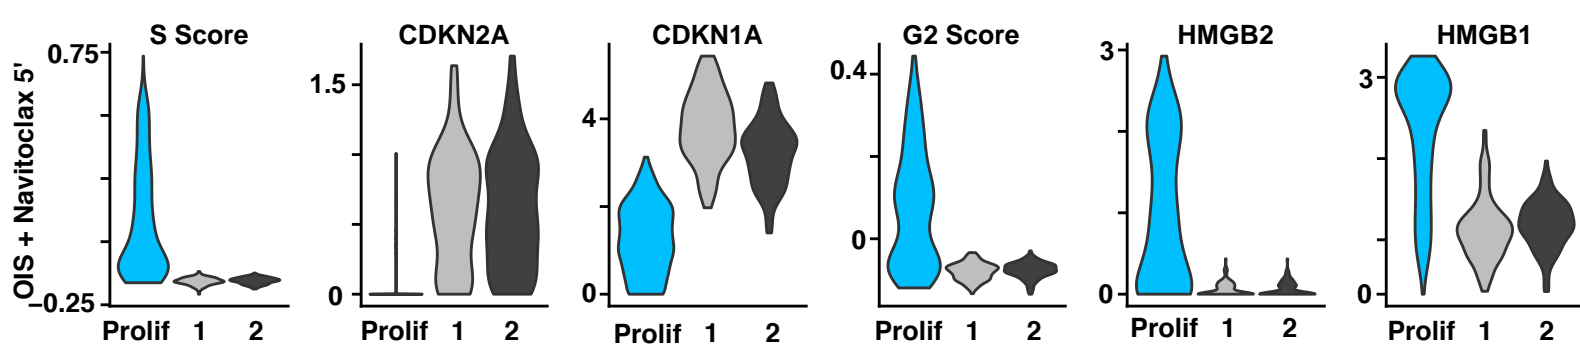 OIS + Navitoclax 5'
S Score
0.75
−0.25
Prolif 1 2
CDKN2A
1.5
0
Prolif 1 2
CDKN1A
4
0
Prolif 1 2
G2 Score
0.4
0
Prolif 1 2
HMGB2
3
0
Prolif 1 2
HMGB1
3
0
Prolif 1 2